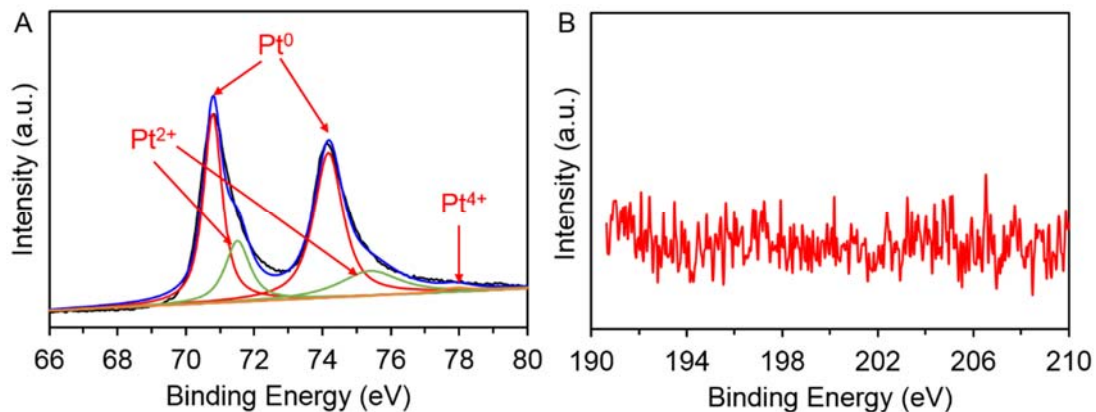 A
Pt⁰
Pt²⁺
Pt⁴⁺
Intensity (a.u.)
66 68 70 72 74 76 78 80
Binding Energy (eV)
B
Intensity (a.u.)
190 194 198 202 206 210
Binding Energy (eV)